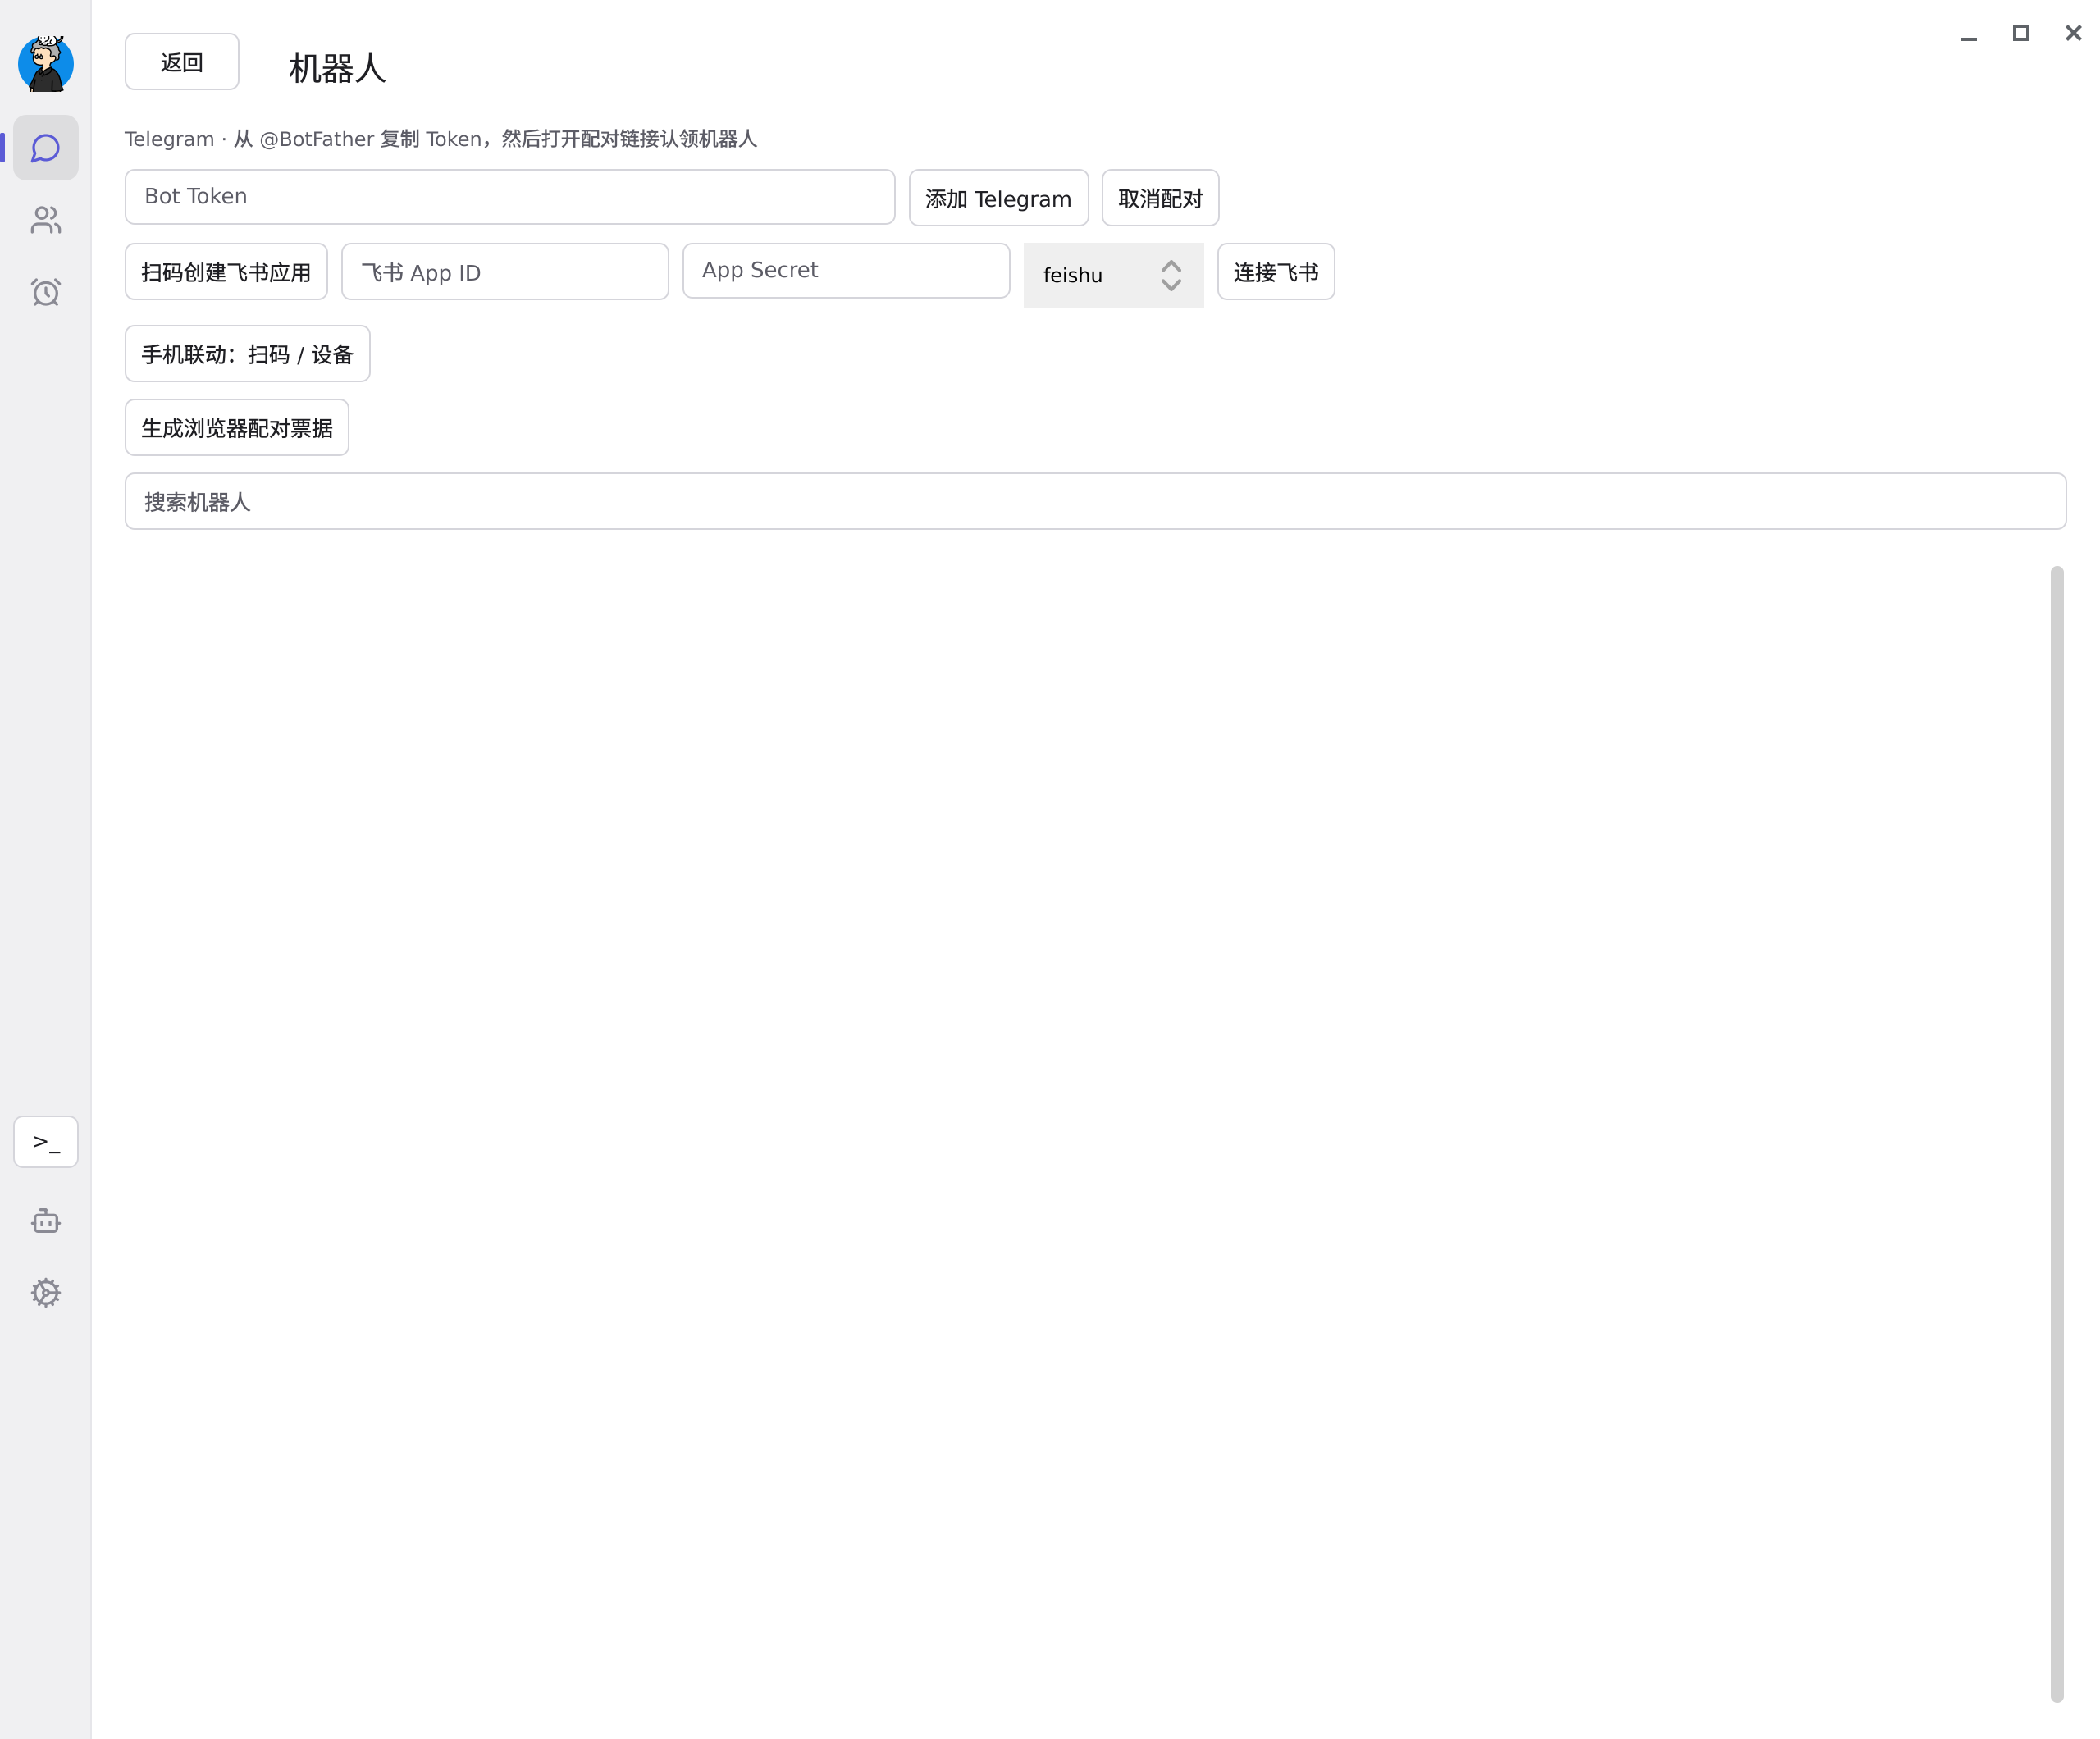 返回
机器人
Telegram · 从 @BotFather 复制 Token，然后打开配对链接认领机器人
Bot Token
添加 Telegram
取消配对
扫码创建飞书应用
飞书 App ID
App Secret
feishu
连接飞书
手机联动：扫码 / 设备
生成浏览器配对票据
搜索机器人
>_